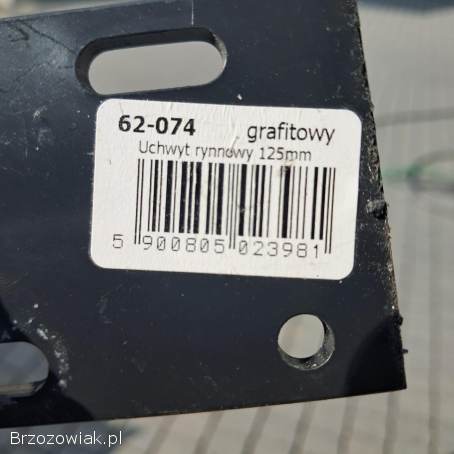 62-074 grafitowy
Uchwyt rynnowy 125mm
5 900805 023981
Brzozowiak.pl